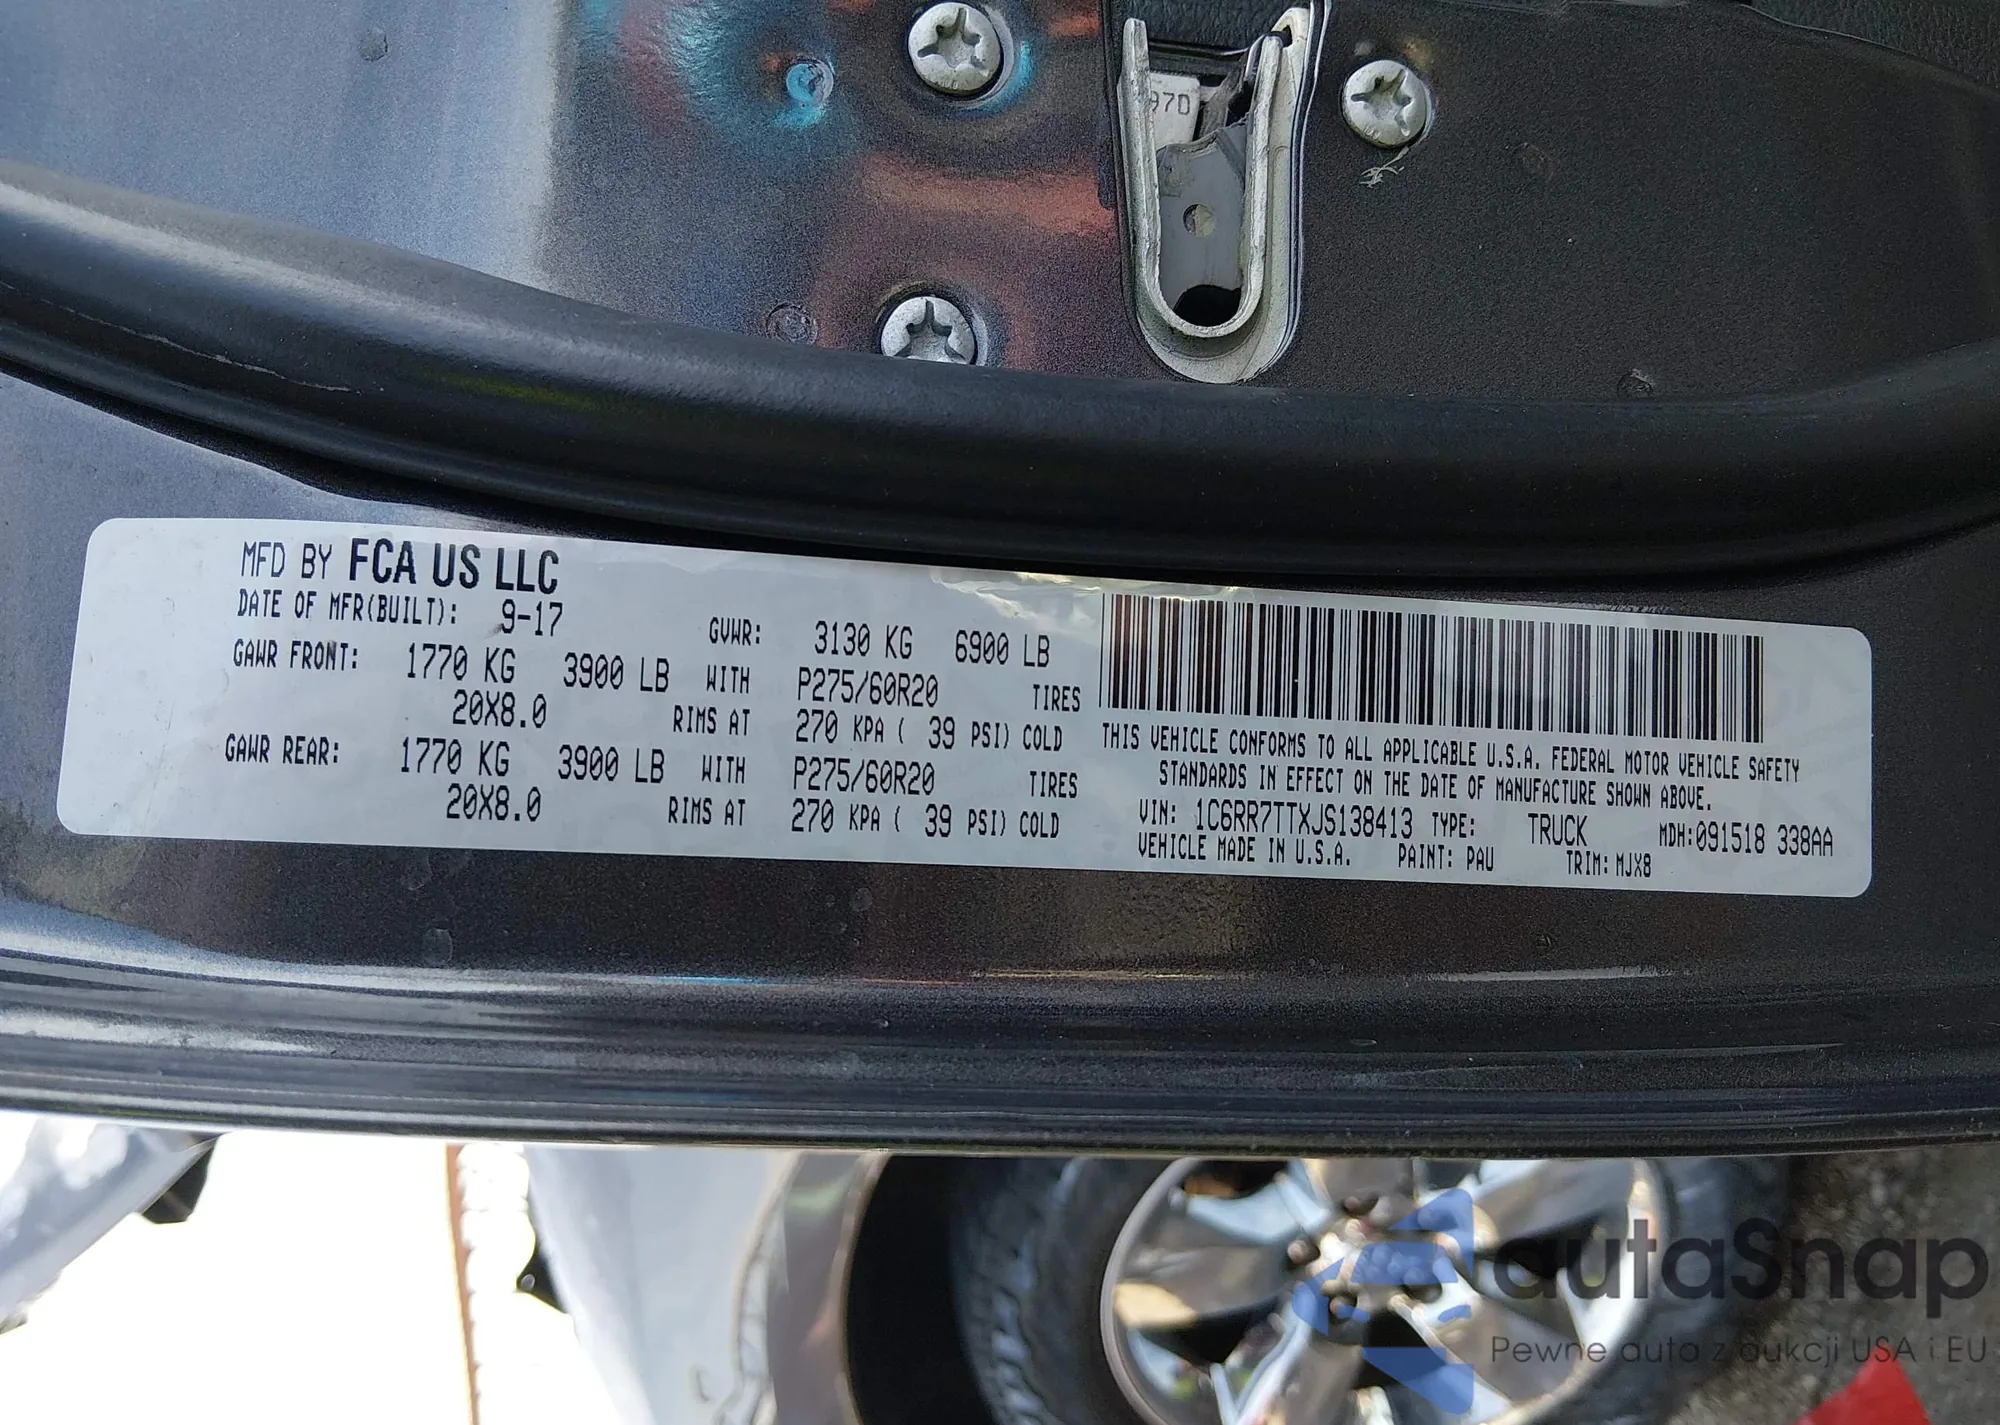 970
MFD BY FCA US LLC
DATE OF MFR(BUILT): 9-17 GVWR: 3130 KG 6900 LB
GAWR FRONT: 1770 KG 3900 LB WITH P275/60R20 TIRES
20X8.0 RIMS AT 270 KPA ( 39 PSI) COLD
GAWR REAR: 1770 KG 3900 LB WITH P275/60R20 TIRES
20X8.0 RIMS AT 270 KPA ( 39 PSI) COLD
THIS VEHICLE CONFORMS TO ALL APPLICABLE U.S.A. FEDERAL MOTOR VEHICLE SAFETY
STANDARDS IN EFFECT ON THE DATE OF MANUFACTURE SHOWN ABOVE.
VIN: 1C6RR7TTXJS138413 TYPE: TRUCK MDH:091518 338AA
VEHICLE MADE IN U.S.A. PAINT: PAU TRIM: MJX8
autaSnap
Pewne auta z aukcji USA i EU